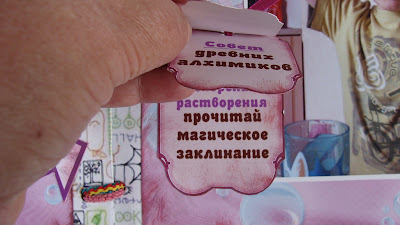 Совет
древних
алхимиков
растворения
прочитай
магическое
заклинание